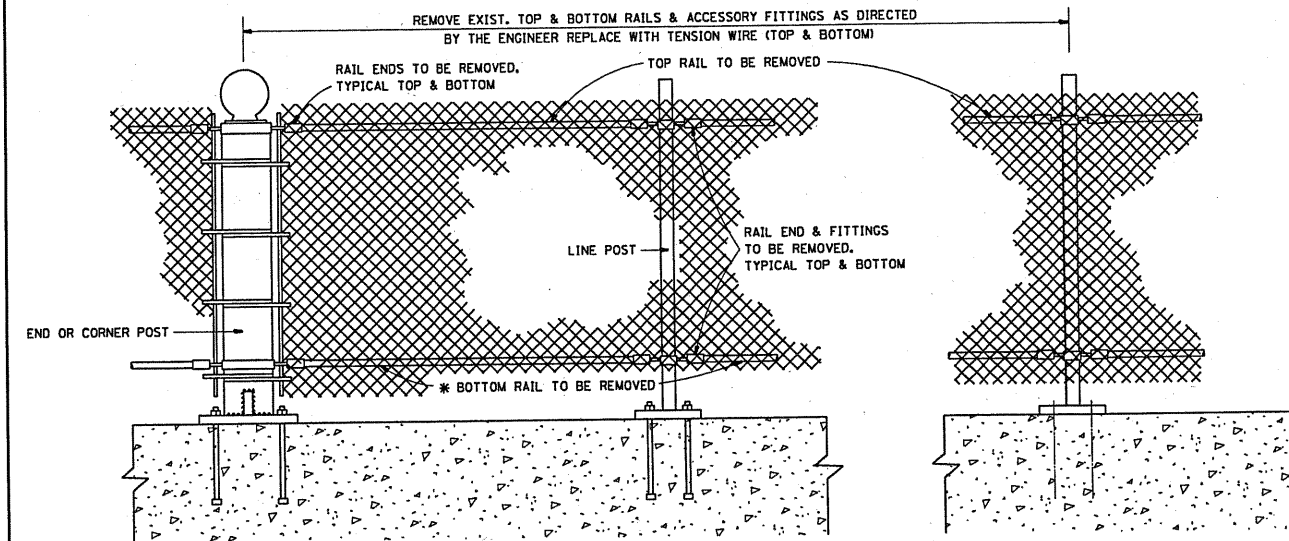 REMOVE EXIST. TOP & BOTTOM RAILS & ACCESSORY FITTINGS AS DIRECTED
BY THE ENGINEER REPLACE WITH TENSION WIRE (TOP & BOTTOM)
RAIL ENDS TO BE REMOVED.
TYPICAL TOP & BOTTOM
TOP RAIL TO BE REMOVED
LINE POST
RAIL END & FITTINGS
TO BE REMOVED.
TYPICAL TOP & BOTTOM
END OR CORNER POST
* BOTTOM RAIL TO BE REMOVED